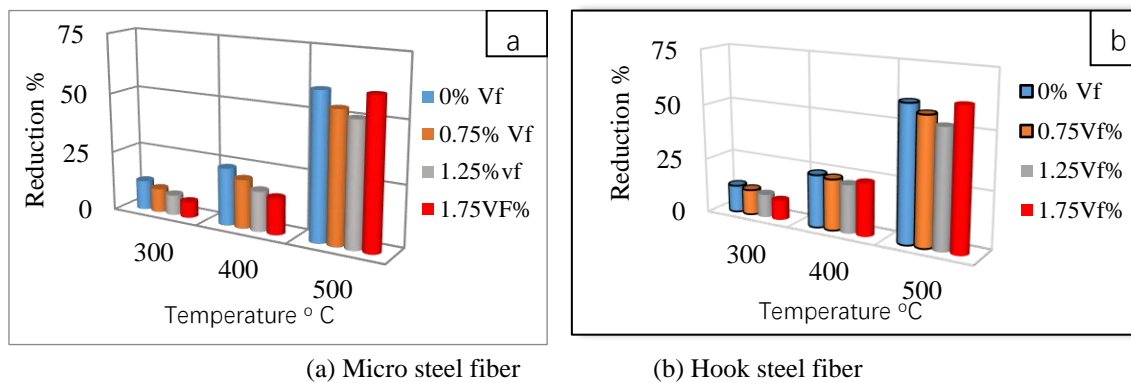 a
75
50
25
0
Reduction %
300
400
500
Temperature ° C
0% Vf
0.75% Vf
1.25%vf
1.75VF%
b
75
50
25
0
Reduction %
300
400
500
Temperature °C
0% Vf
0.75Vf%
1.25Vf%
1.75Vf%
(a) Micro steel fiber
(b) Hook steel fiber